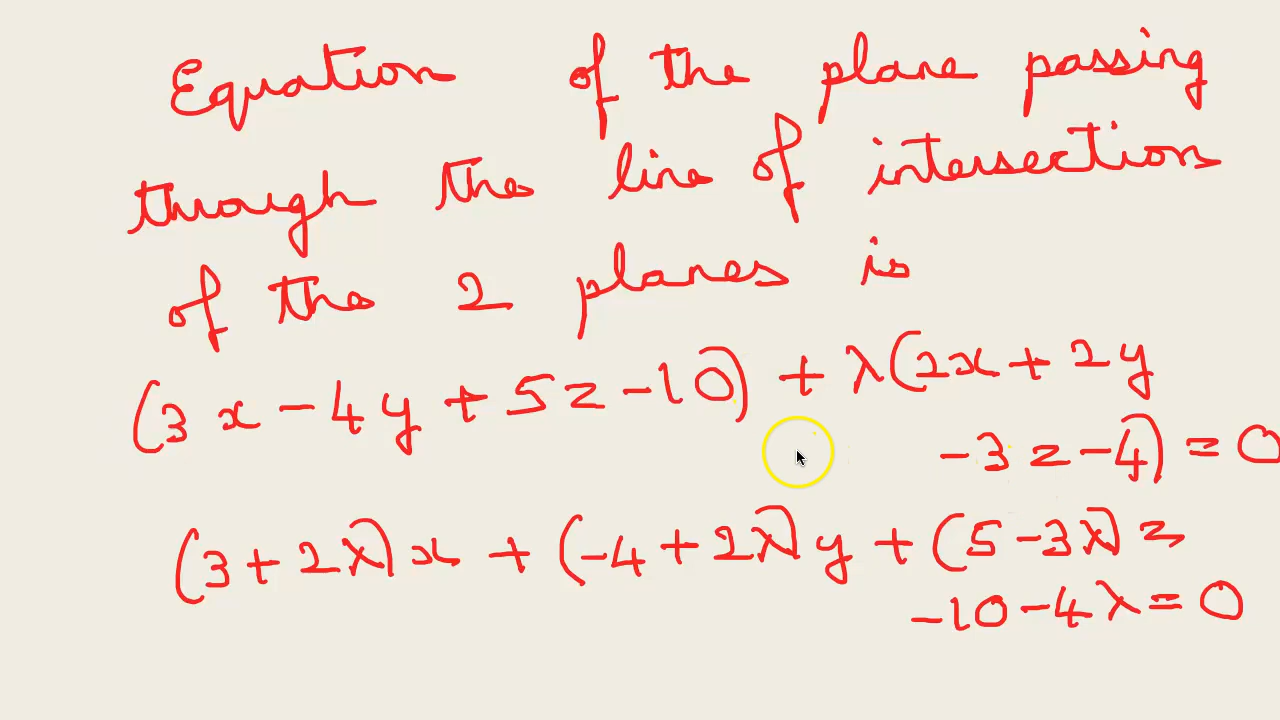 Equation of the plane passing
through the line of intersection
of the 2 planes is
(3x - 4y + 5z - 10) + λ(2x + 2y
- 3z - 4) = 0
(3 + 2λ)x + (-4 + 2λ)y + (5 - 3λ)z
-10 - 4λ = 0